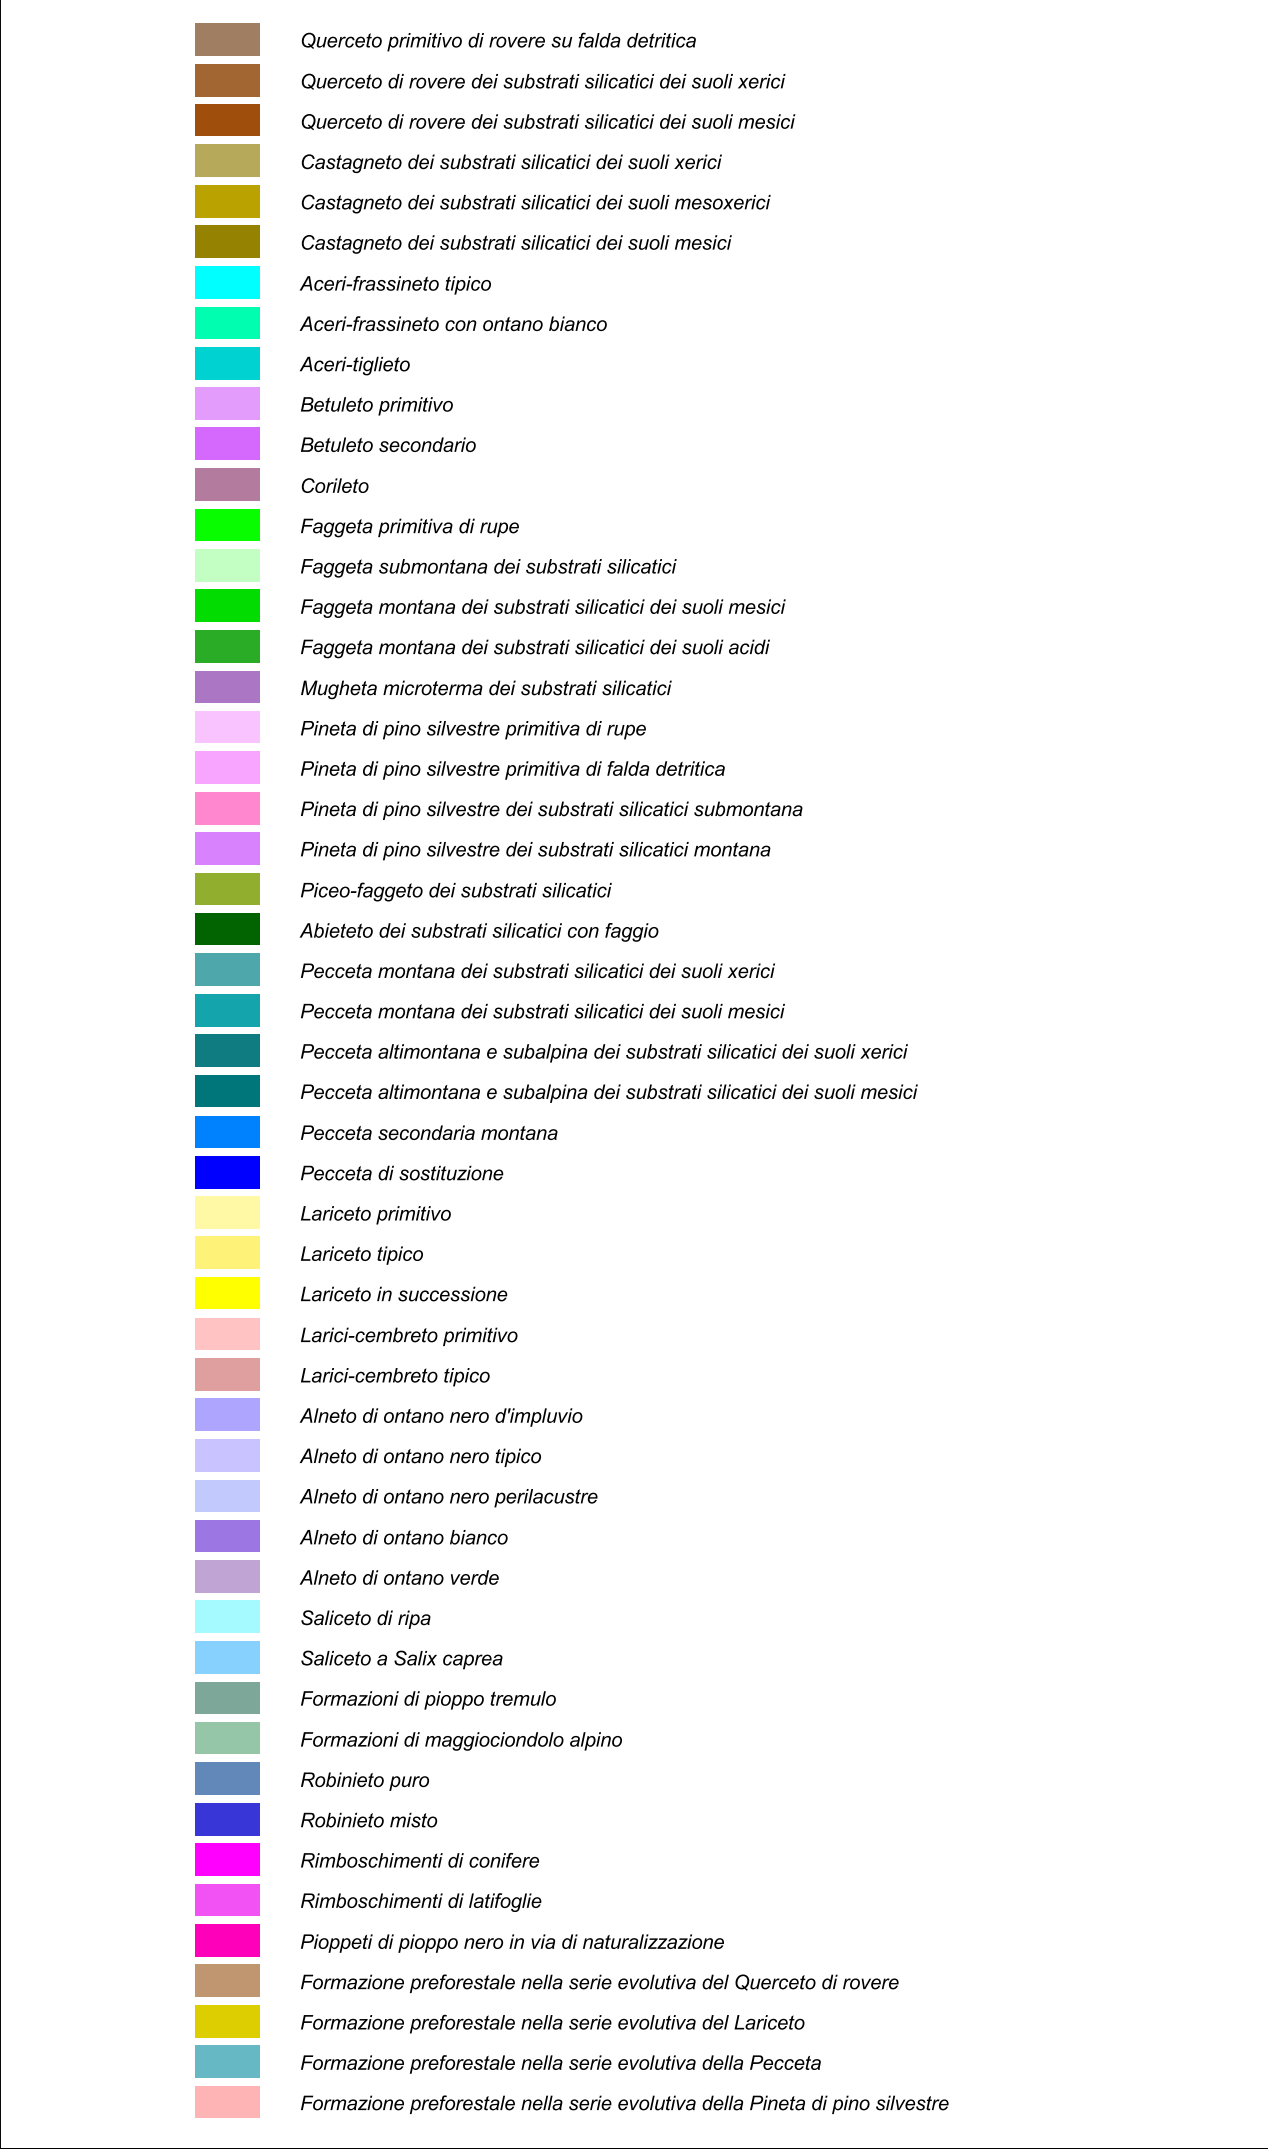 Querceto primitivo di rovere su falda detritica
Querceto di rovere dei substrati silicatici dei suoli xerici
Querceto di rovere dei substrati silicatici dei suoli mesici
Castagneto dei substrati silicatici dei suoli xerici
Castagneto dei substrati silicatici dei suoli mesoxerici
Castagneto dei substrati silicatici dei suoli mesici
Aceri-frassineto tipico
Aceri-frassineto con ontano bianco
Aceri-tiglieto
Betuleto primitivo
Betuleto secondario
Corileto
Faggeta primitiva di rupe
Faggeta submontana dei substrati silicatici
Faggeta montana dei substrati silicatici dei suoli mesici
Faggeta montana dei substrati silicatici dei suoli acidi
Mugheta microterma dei substrati silicatici
Pineta di pino silvestre primitiva di rupe
Pineta di pino silvestre primitiva di falda detritica
Pineta di pino silvestre dei substrati silicatici submontana
Pineta di pino silvestre dei substrati silicatici montana
Piceo-faggeto dei substrati silicatici
Abieteto dei substrati silicatici con faggio
Pecceta montana dei substrati silicatici dei suoli xerici
Pecceta montana dei substrati silicatici dei suoli mesici
Pecceta altimontana e subalpina dei substrati silicatici dei suoli xerici
Pecceta altimontana e subalpina dei substrati silicatici dei suoli mesici
Pecceta secondaria montana
Pecceta di sostituzione
Lariceto primitivo
Lariceto tipico
Lariceto in successione
Larici-cembreto primitivo
Larici-cembreto tipico
Alneto di ontano nero d'impluvio
Alneto di ontano nero tipico
Alneto di ontano nero perilacustre
Alneto di ontano bianco
Alneto di ontano verde
Saliceto di ripa
Saliceto a Salix caprea
Formazioni di pioppo tremulo
Formazioni di maggiociondolo alpino
Robinieto puro
Robinieto misto
Rimboschimenti di conifere
Rimboschimenti di latifoglie
Pioppeti di pioppo nero in via di naturalizzazione
Formazione preforestale nella serie evolutiva del Querceto di rovere
Formazione preforestale nella serie evolutiva del Lariceto
Formazione preforestale nella serie evolutiva della Pecceta
Formazione preforestale nella serie evolutiva della Pineta di pino silvestre